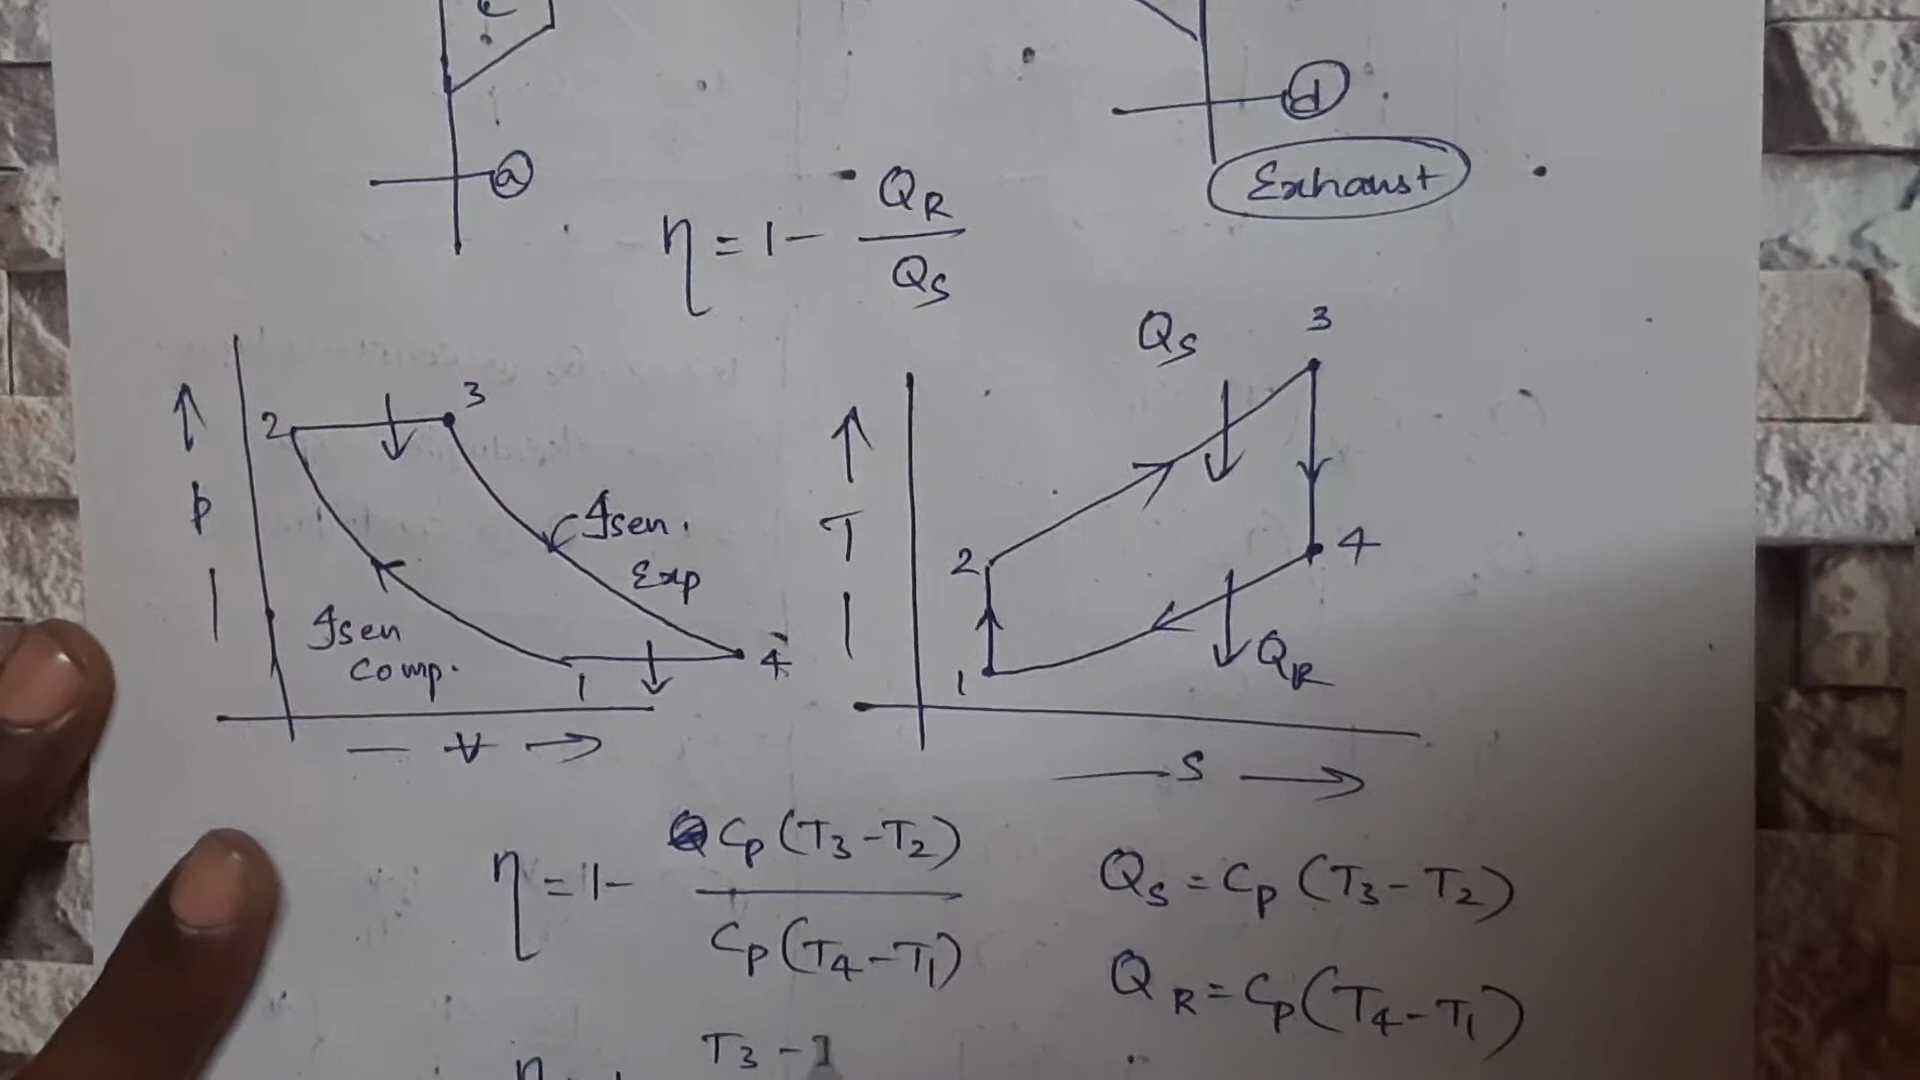 c
d
a
Exhaust
η = 1 - QR/QS
QS
3
3
2
↑
P
↑
T
Isen.
Exp
2
4
Isen
Comp.
1
4
1
QR
— V →
— S →
η = 1 - Cp(T3-T2)/Cp(T4-T1)
QS = Cp (T3-T2)
QR = Cp (T4-T1)
T3 -